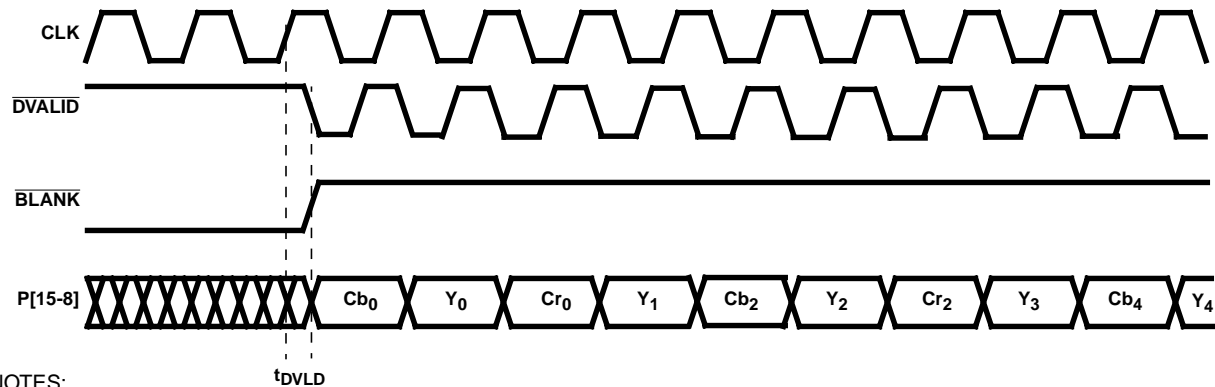 CLK
DVALID
BLANK
P[15-8] Cb0 Y0 Cr0 Y1 Cb2 Y2 Cr2 Y3 Cb4 Y4
tDVLD
NOTES: